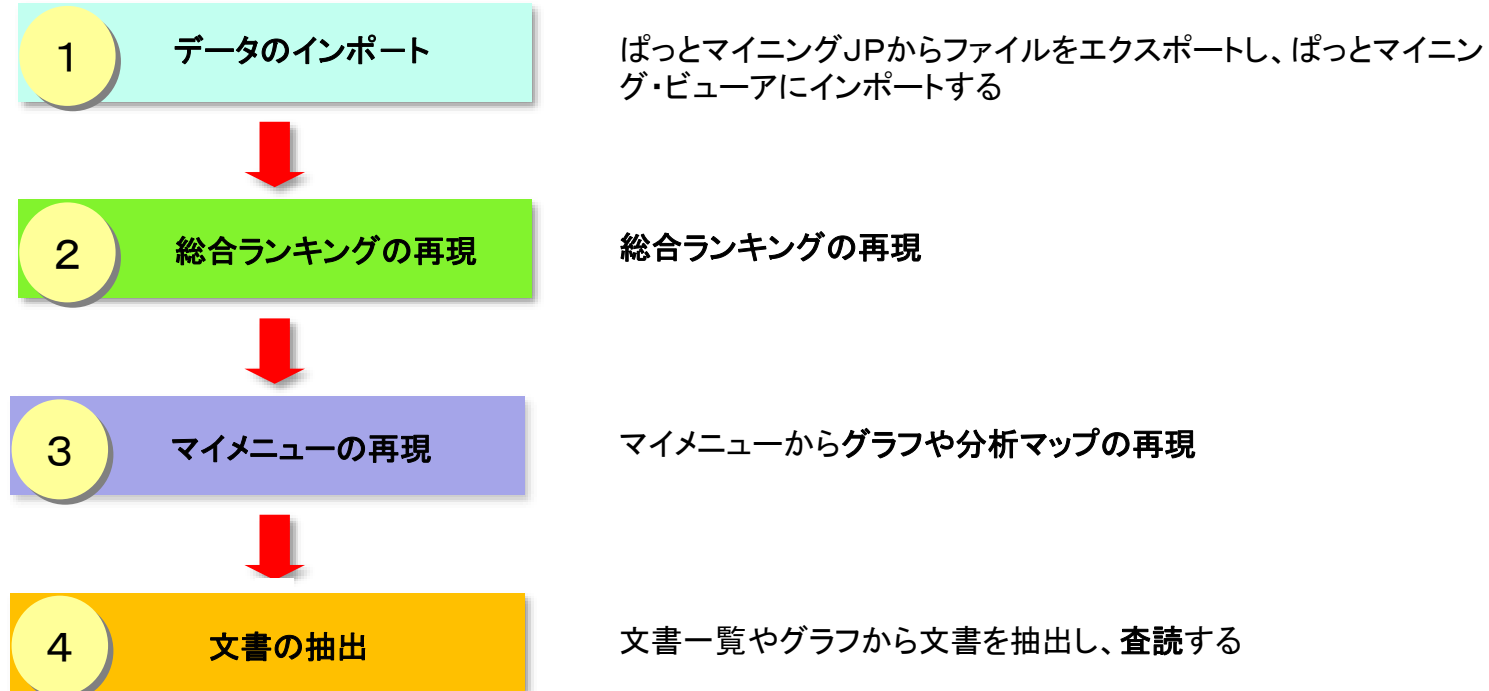 1
データのインポート
ぱっとマイニングJPからファイルをエクスポートし、ぱっとマイニン
グ・ビューアにインポートする
2
総合ランキングの再現
総合ランキングの再現
3
マイメニューの再現
マイメニューからグラフや分析マップの再現
4
文書の抽出
文書一覧やグラフから文書を抽出し、査読する